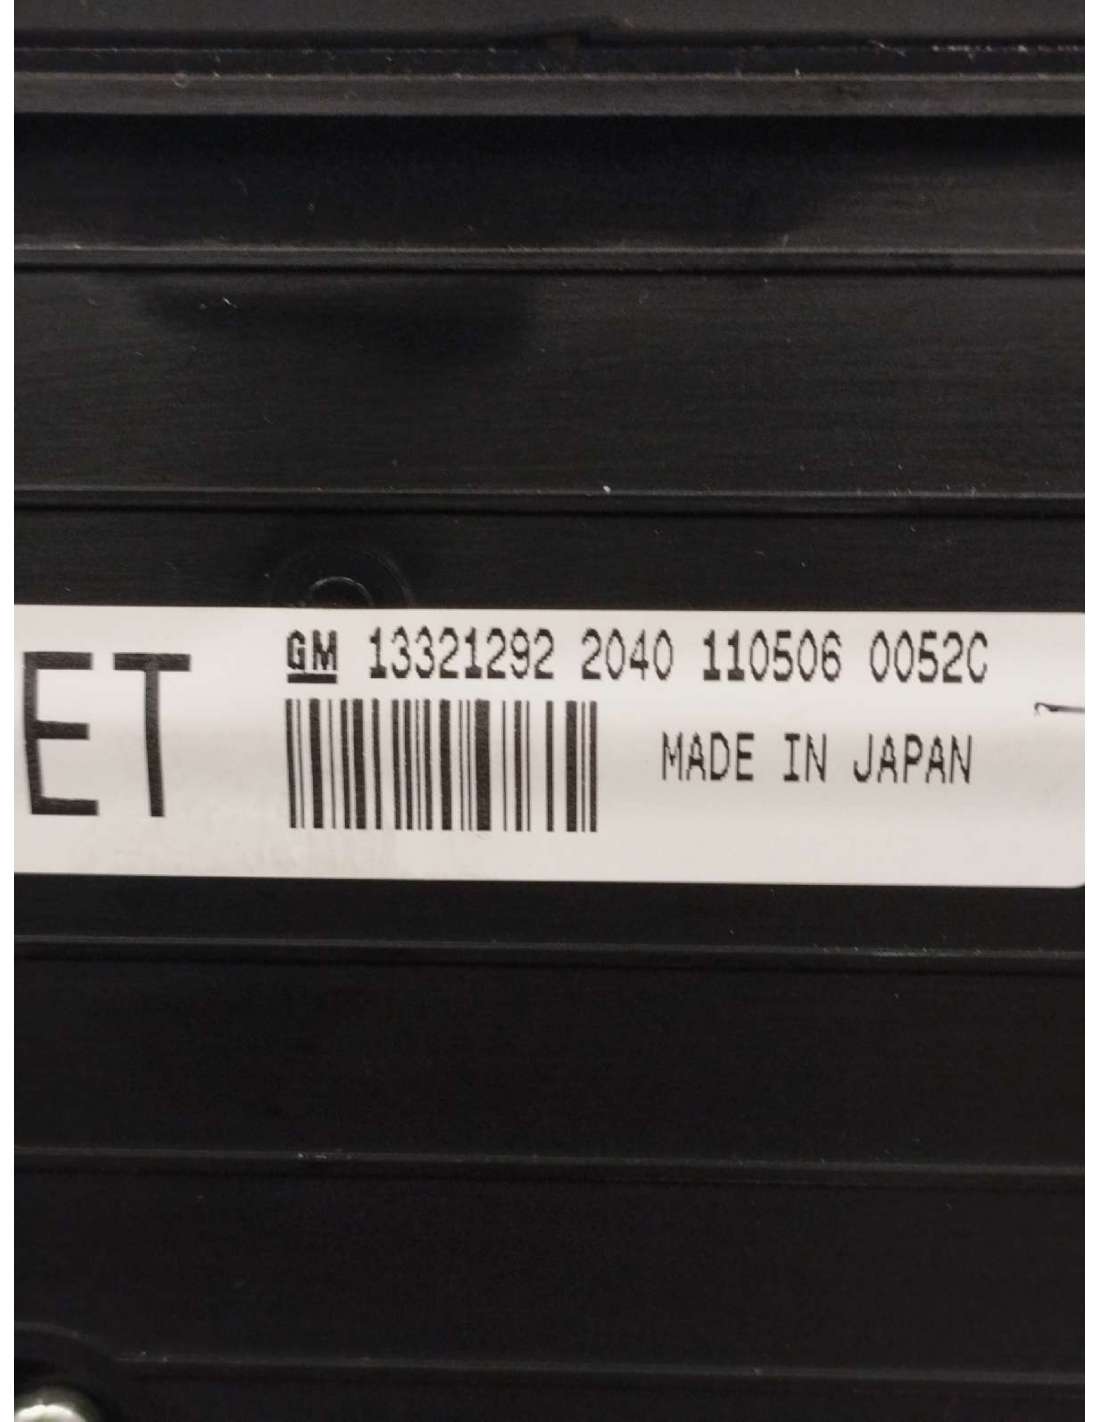 ET
GM 13321292 2040 110506 0052C
MADE IN JAPAN